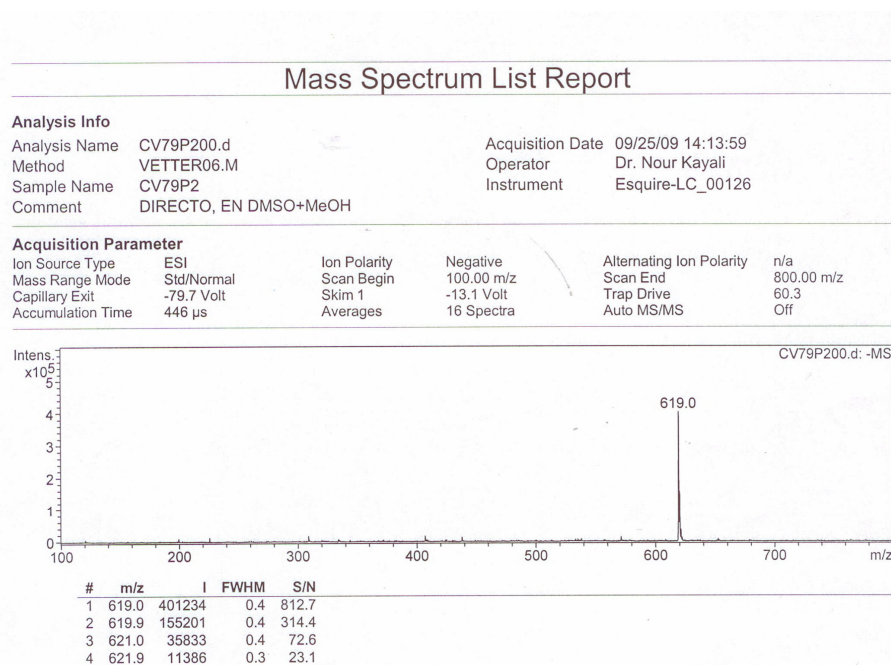 Mass Spectrum List Report
Analysis Info
Analysis Name CV79P200.d Acquisition Date 09/25/09 14:13:59
Method VETTER06.M Operator Dr. Nour Kayali
Sample Name CV79P2 Instrument Esquire-LC_00126
Comment DIRECTO, EN DMSO+MeOH
Acquisition Parameter
Ion Source Type ESI Ion Polarity Negative Alternating Ion Polarity n/a
Mass Range Mode Std/Normal Scan Begin 100.00 m/z Scan End 800.00 m/z
Capillary Exit -79.7 Volt Skim 1 -13.1 Volt Trap Drive 60.3
Accumulation Time 446 µs Averages 16 Spectra Auto MS/MS Off
Intens. CV79P200.d: -MS
x105
5
619.0
4
3
2
1
0
100 200 300 400 500 600 700 m/z
# m/z I FWHM S/N
1 619.0 401234 0.4 812.7
2 619.9 155201 0.4 314.4
3 621.0 35833 0.4 72.6
4 621.9 11386 0.3 23.1